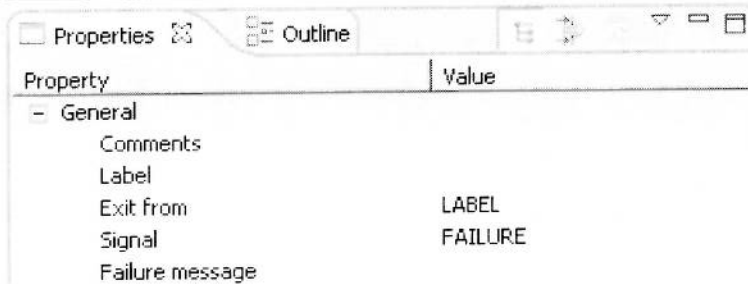 Properties Outline
Property Value
General
Comments
Label
Exit from LABEL
Signal FAILURE
Failure message